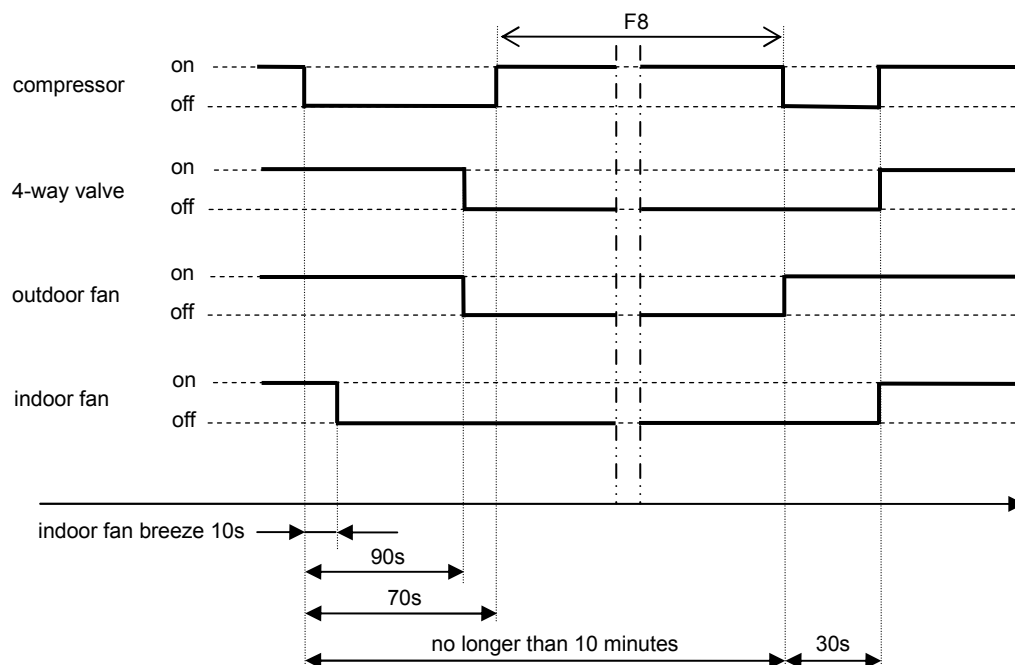 F8
on
compressor
off
on
4-way valve
off
on
outdoor fan
off
on
indoor fan
off
indoor fan breeze 10s
90s
70s
no longer than 10 minutes
30s